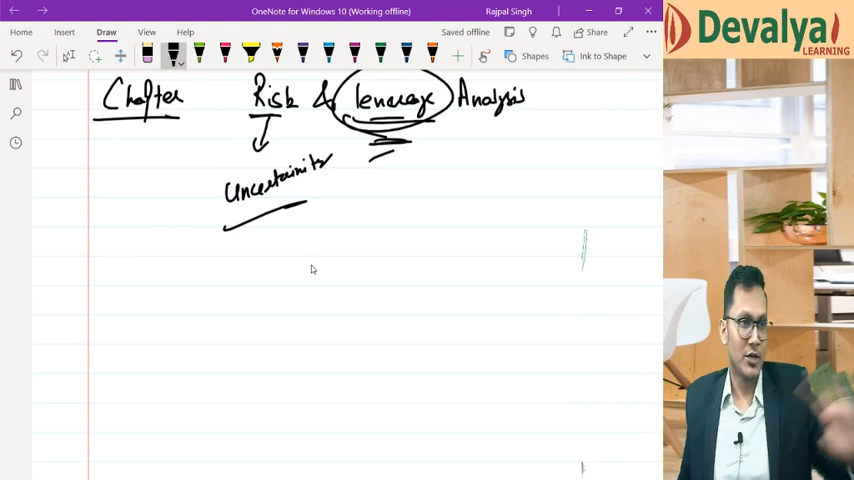 OneNote for Windows 10 (Working offline)
Rajpal Singh
Home Insert Draw View Help
Saved offline Share
Shapes Ink to Shape
Devalya
LEARNING
Chapter Risk & leverage Analysis
Uncertainity